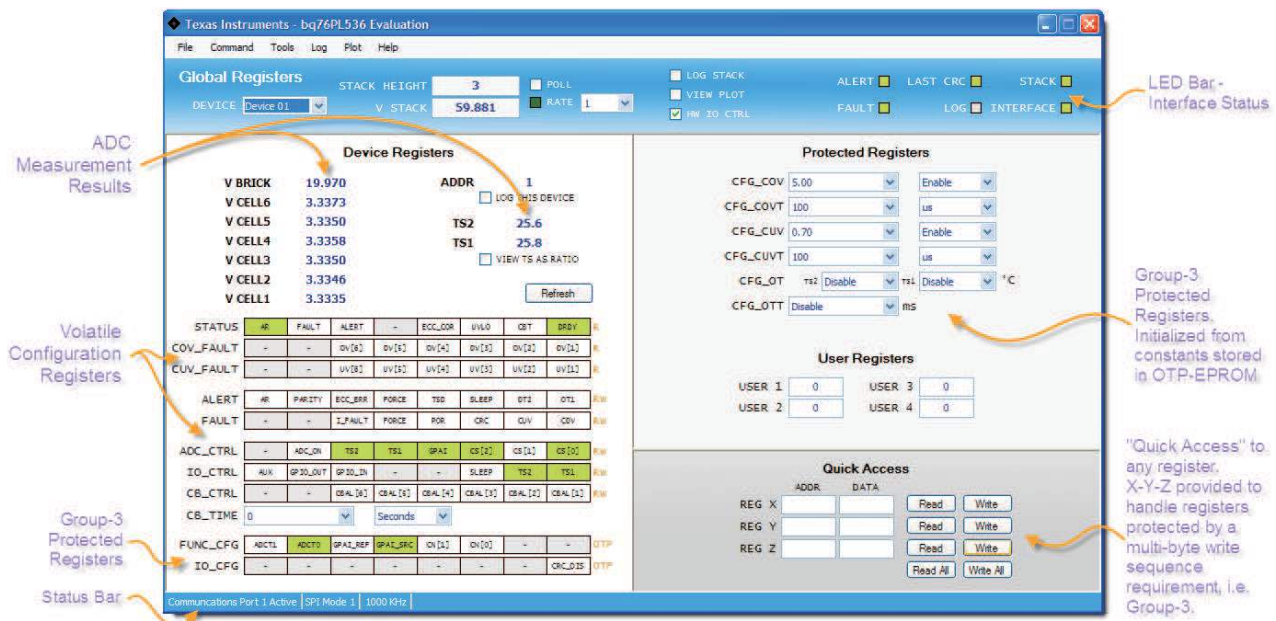 Texas Instruments - bq76PL536 Evaluation
File Command Tools Log Plot Help
Global Registers
DEVICE Device 01
STACK HEIGHT 3
V STACK 59.881
POLL
RATE 1
LOG STACK
VIEW PLOT
HW IO CTRL
ALERT LAST CRC STACK
FAULT LOG INTERFACE
LED Bar -
Interface Status
ADC
Measurement
Results
Device Registers
V BRICK 19.970
V CELL6 3.3373
V CELL5 3.3350
V CELL4 3.3358
V CELL3 3.3350
V CELL2 3.3346
V CELL1 3.3335
ADDR 1
LOG THIS DEVICE
TS2 25.6
TS1 25.8
VIEW TS AS RATIO
Refresh
Volatile
Configuration
Registers
STATUS AR FAULT ALERT - ECC_COR UVLO CBT DRDY R
COV_FAULT - - OV[6] OV[5] OV[4] OV[3] OV[2] OV[1] R
CUV_FAULT - - UV[6] UV[5] UV[4] UV[3] UV[2] UV[1] R
ALERT AR PARITY ECC_ERR FORCE TSD SLEEP OT2 OT1 RW
FAULT - - I_FAULT FORCE POR CRC CUV COV RW
ADC_CTRL - ADC_ON TS2 TS1 GPAI CS[2] CS[1] CS[0] RW
IO_CTRL AUX GPIO_OUT GPIO_IN - - SLEEP TS2 TS1 RW
CB_CTRL - - CBAL[6] CBAL[5] CBAL[4] CBAL[3] CBAL[2] CBAL[1] RW
CB_TIME 0 Seconds
FUNC_CFG ADCT1 ADCT0 GPAI_REF GPAI_SRC CN[1] CN[0] - - OTP
IO_CFG - - - - - - - CRC_DIS OTP
Group-3
Protected
Registers
Status Bar
Communcations Port 1 Active SPI Mode 1 1000 KHz
Protected Registers
CFG_COV 5.00 Enable
CFG_COVT 100 us
CFG_CUV 0.70 Enable
CFG_CUVT 100 us
CFG_OT TS2 Disable TS1 Disable °C
CFG_OTT Disable ms
Group-3
Protected
Registers.
Initialized from
constants stored
in OTP-EPROM
User Registers
USER 1 0 USER 3 0
USER 2 0 USER 4 0
Quick Access
ADDR DATA
REG X Read Write
REG Y Read Write
REG Z Read Write
Read All Write All
"Quick Access" to
any register.
X-Y-Z provided to
handle registers
protected by a
multi-byte write
sequence
requirement, i.e.
Group-3.